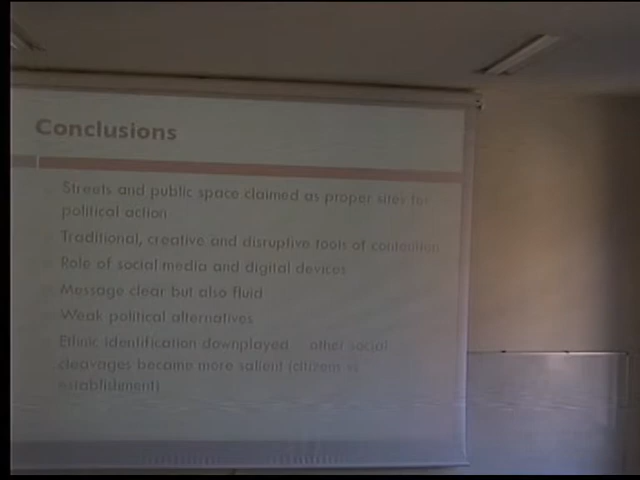 Conclusions
Streets and public space claimed as proper sites for
political action
Traditional, creative and disruptive tools of contention
Role of social media and digital devices
Message clear but also fluid
Weak political alternatives
Ethnic identification downplayed other social
cleavages become more salient (citizens vs
establishment)